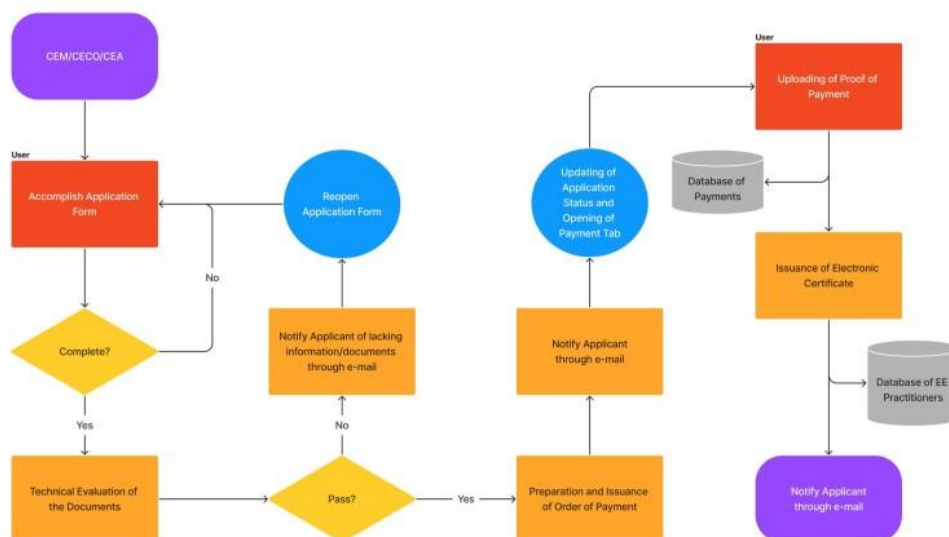 CEM/CECO/CEA
User
Accomplish Application
Form
No
Complete?
Yes
Technical Evaluation of
the Documents
Reopen
Application Form
Notify Applicant of lacking
information/documents
through e-mail
No
Pass?
Yes
Updating of
Application
Status and
Opening of
Payment Tab
Notify Applicant
through e-mail
Preparation and Issuance
of Order of Payment
User
Uploading of Proof of
Payment
Database of
Payments
Issuance of Electronic
Certificate
Database of EE
Practitioners
Notify Applicant
through e-mail